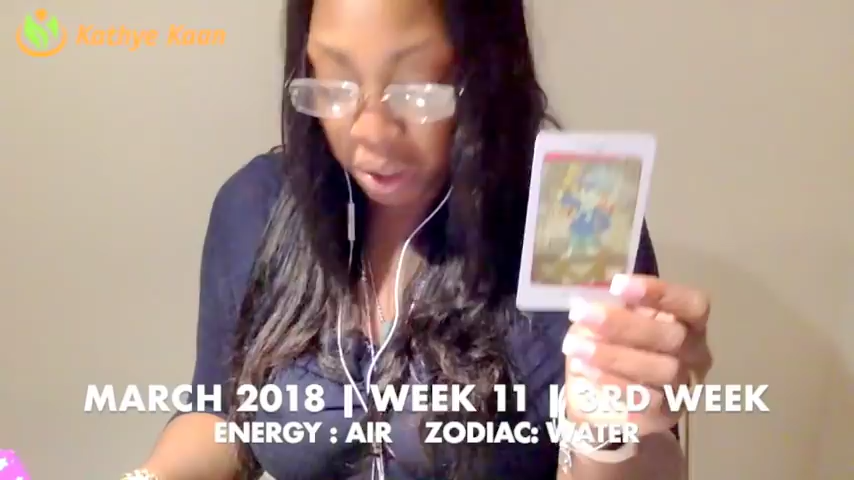 Kathye Kaan
MARCH 2018 | WEEK 11 | 3RD WEEK
ENERGY : AIR ZODIAC: WATER